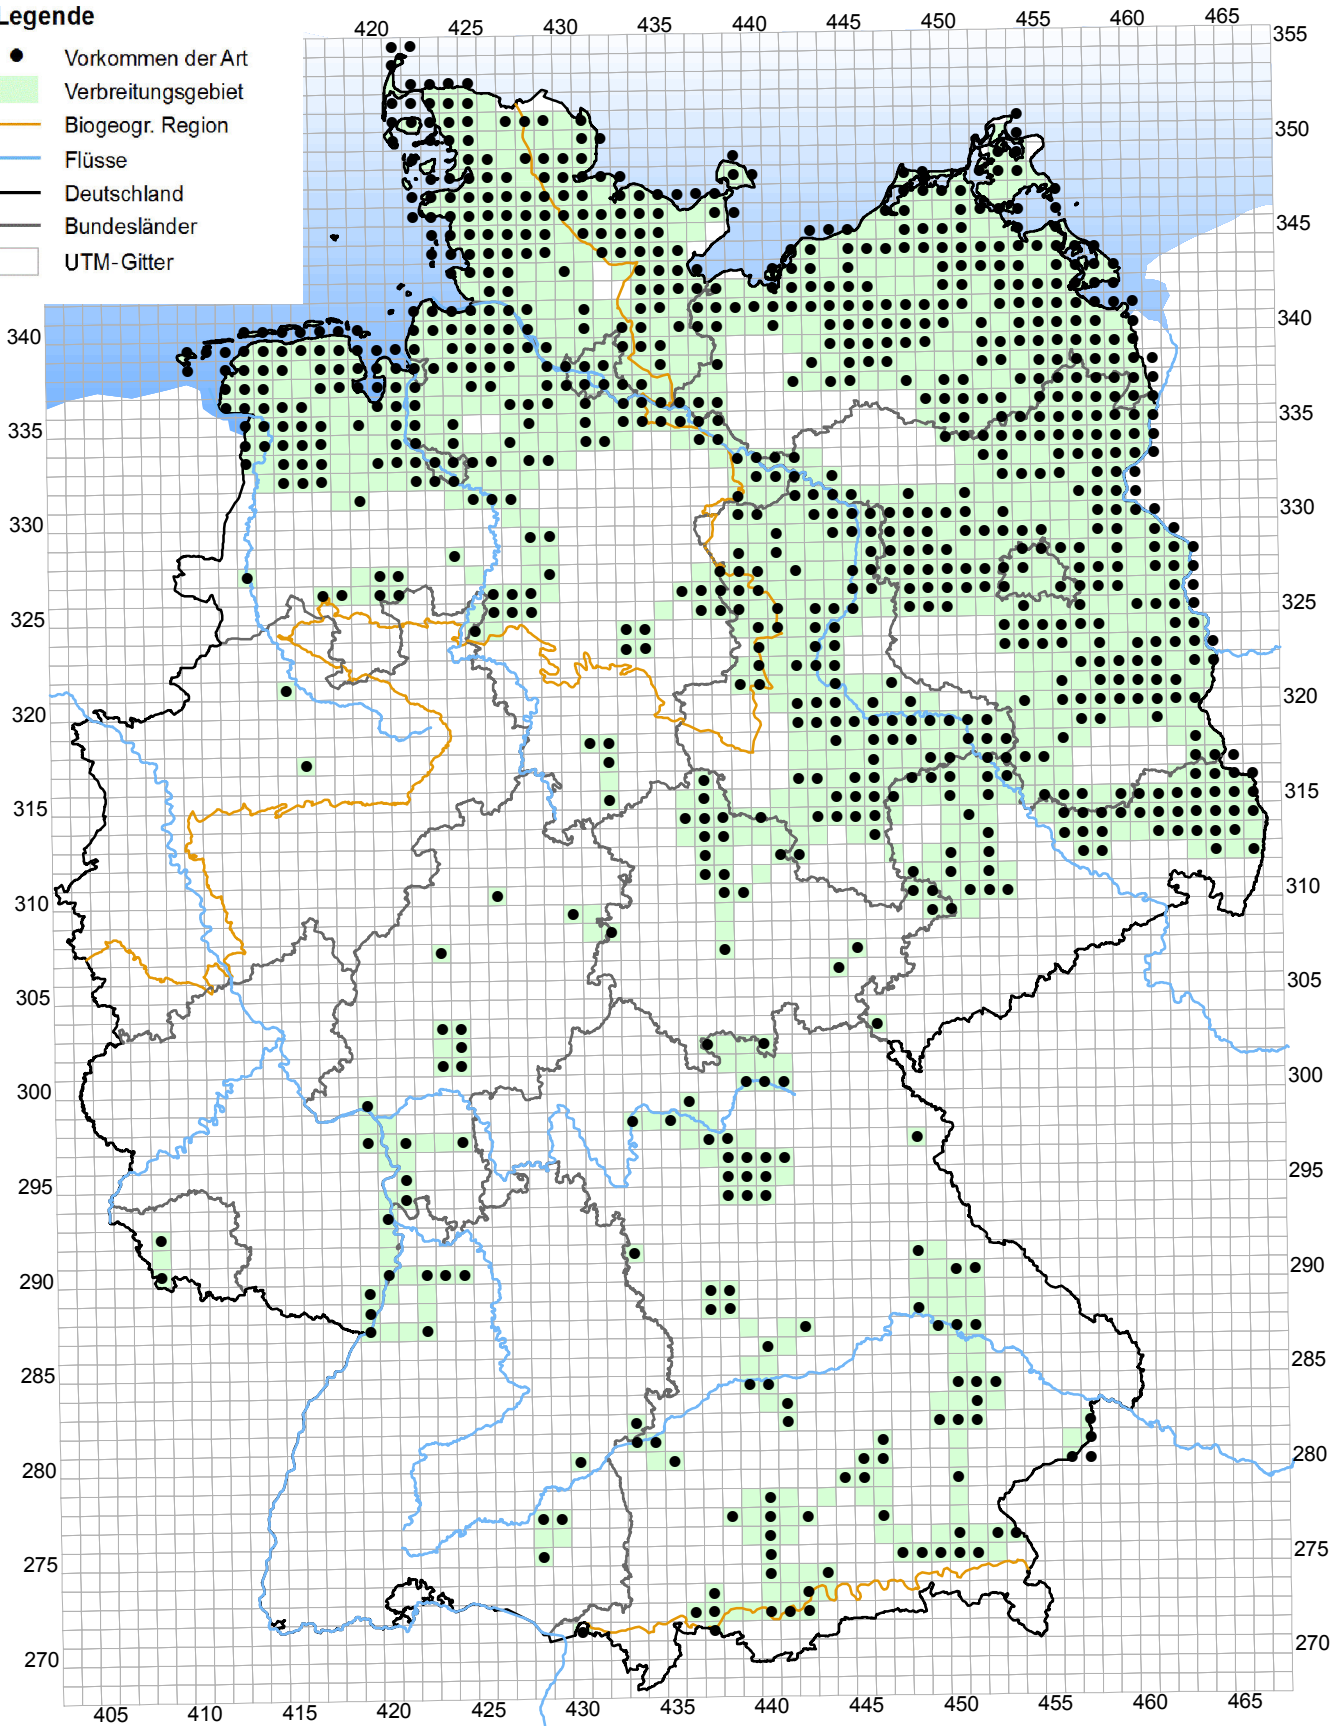 Legende
Vorkommen der Art
Verbreitungsgebiet
Biogeogr. Region
Flüsse
Deutschland
Bundesländer
UTM-Gitter
420 425 430 435 440 445 450 455 460 465
355
350
345
340 340
335 335
330 330
325 325
320 320
315 315
310 310
305 305
300 300
295 295
290 290
285 285
280 280
275 275
270 270
405 410 415 420 425 430 435 440 445 450 455 460 465